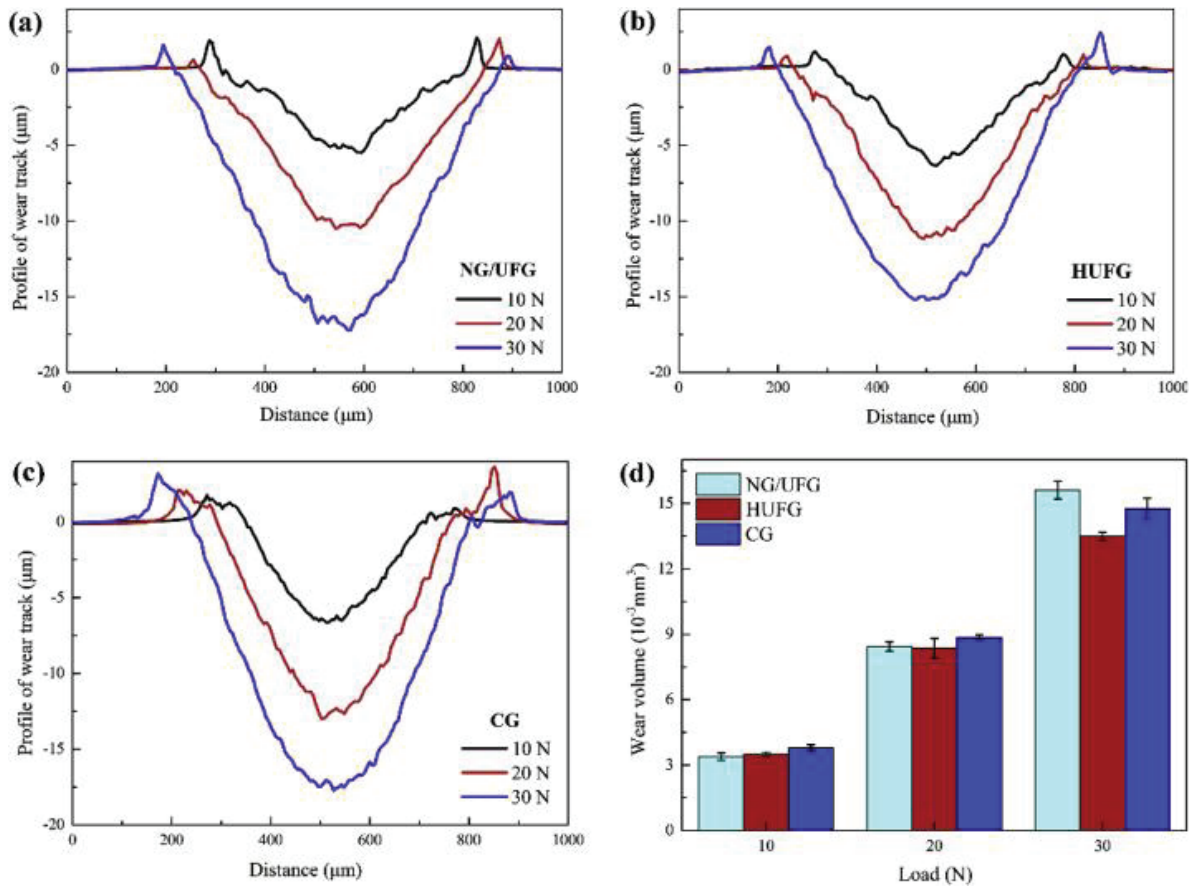 (a)
0
-5
-10
-15
-20
Profile of wear track (μm)
NG/UFG
10 N
20 N
30 N
0 200 400 600 800 1000
Distance (μm)
(b)
0
-5
-10
-15
-20
Profile of wear track (μm)
HUFG
10 N
20 N
30 N
0 200 400 600 800 1000
Distance (μm)
(c)
0
-5
-10
-15
-20
Profile of wear track (μm)
CG
10 N
20 N
30 N
0 200 400 600 800 1000
Distance (μm)
(d)
15
12
9
6
3
0
Wear volume (10⁻³mm³)
NG/UFG
HUFG
CG
10 20 30
Load (N)